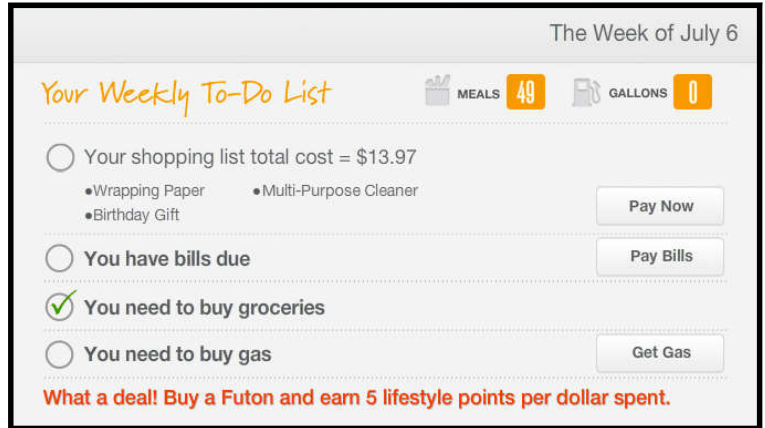 The Week of July 6
Your Weekly To-Do List
MEALS 49 GALLONS 0
Your shopping list total cost = $13.97
•Wrapping Paper •Multi-Purpose Cleaner
•Birthday Gift
Pay Now
You have bills due
Pay Bills
You need to buy groceries
You need to buy gas
Get Gas
What a deal! Buy a Futon and earn 5 lifestyle points per dollar spent.